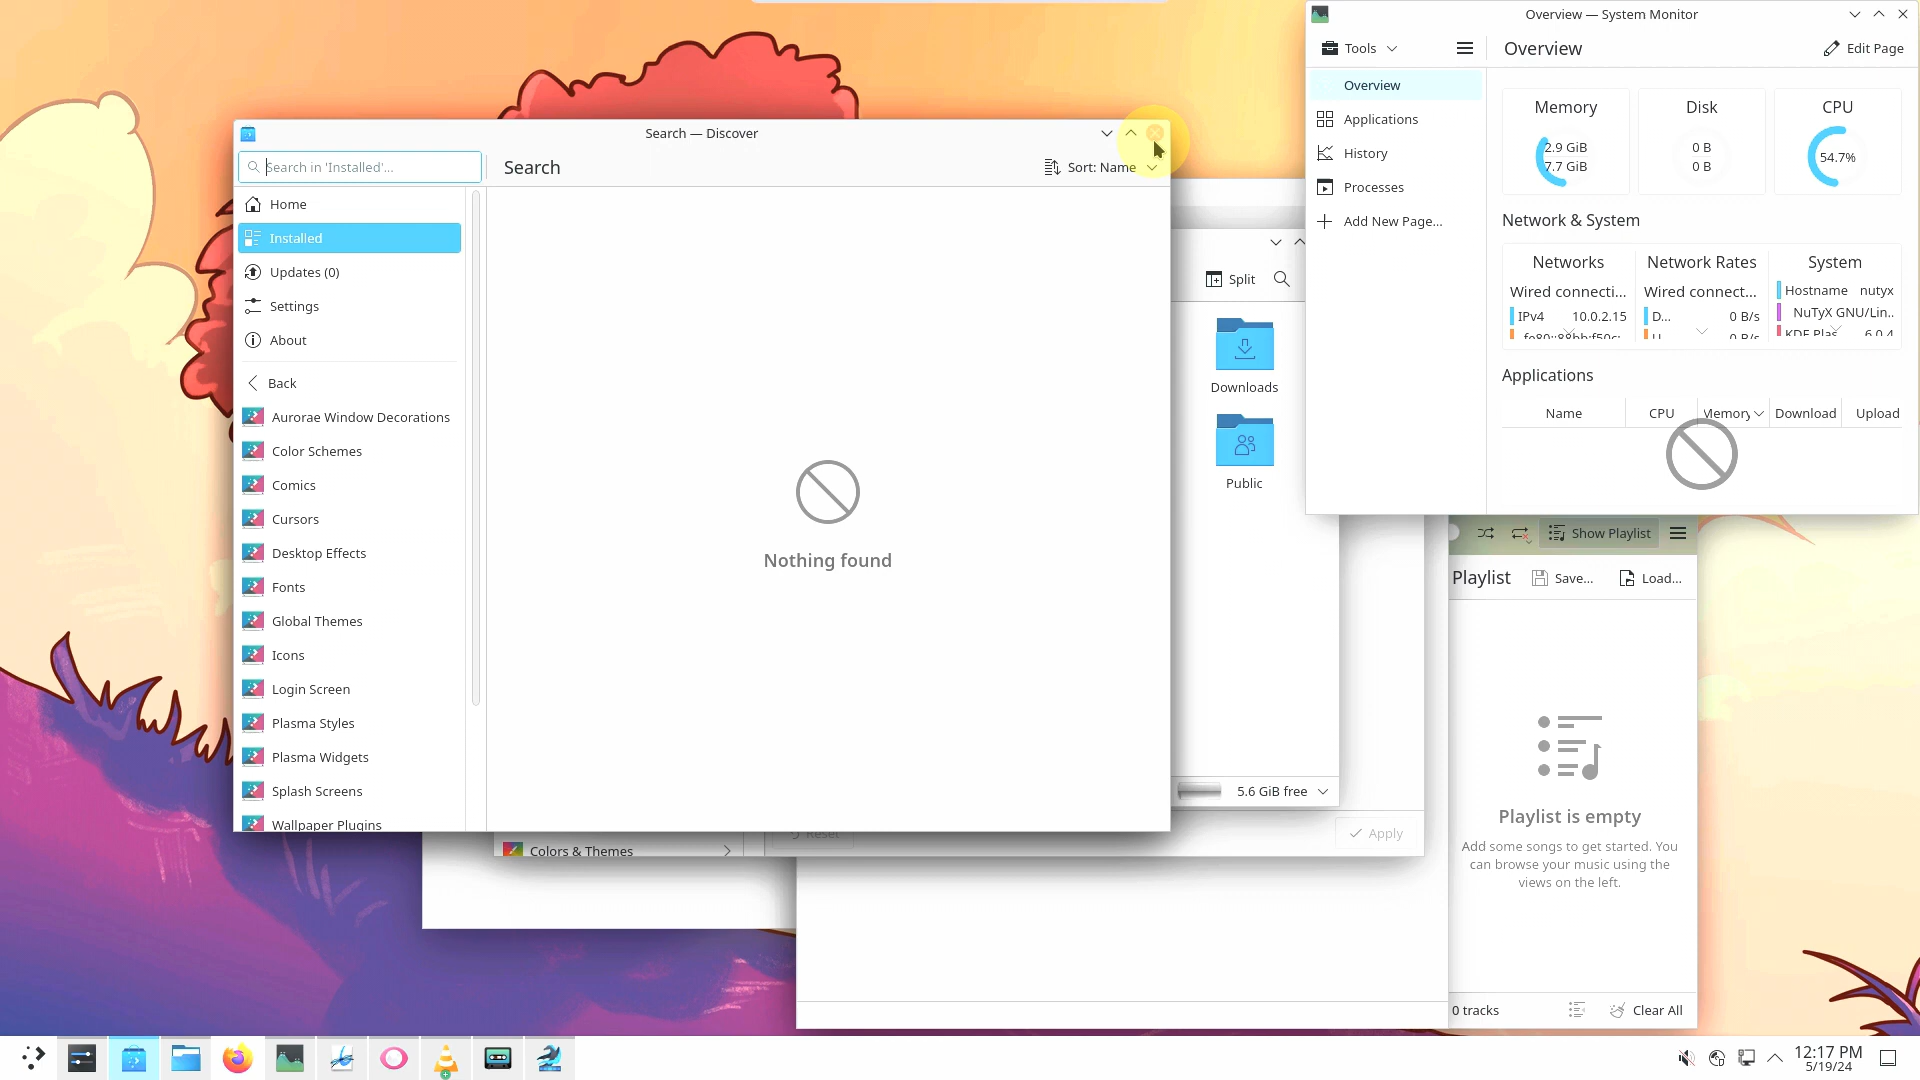 Search — Discover
Search in 'Installed'...
Search
Sort: Name
Home
Installed
Updates (0)
Settings
About
Back
Aurorae Window Decorations
Color Schemes
Comics
Cursors
Desktop Effects
Fonts
Global Themes
Icons
Login Screen
Plasma Styles
Plasma Widgets
Splash Screens
Wallpaper Plugins
Nothing found
Split
Downloads
Public
5.6 GiB free
Reset
Apply
Colors & Themes
Overview — System Monitor
Tools
Overview
Edit Page
Overview
Applications
History
Processes
Add New Page...
Memory
Disk
CPU
2.9 GiB
7.7 GiB
0 B
0 B
54.7%
Network & System
Networks
Network Rates
System
Wired connecti...
Wired connect...
Hostname nutyx
IPv4 10.0.2.15
D... 0 B/s
NuTyX GNU/Lin..
0 B/s
6.0.4
Applications
Name
CPU
Memory
Download
Upload
Show Playlist
Playlist
Save...
Load...
Playlist is empty
Add some songs to get started. You
can browse your music using the
views on the left.
0 tracks
Clear All
12:17 PM
5/19/24